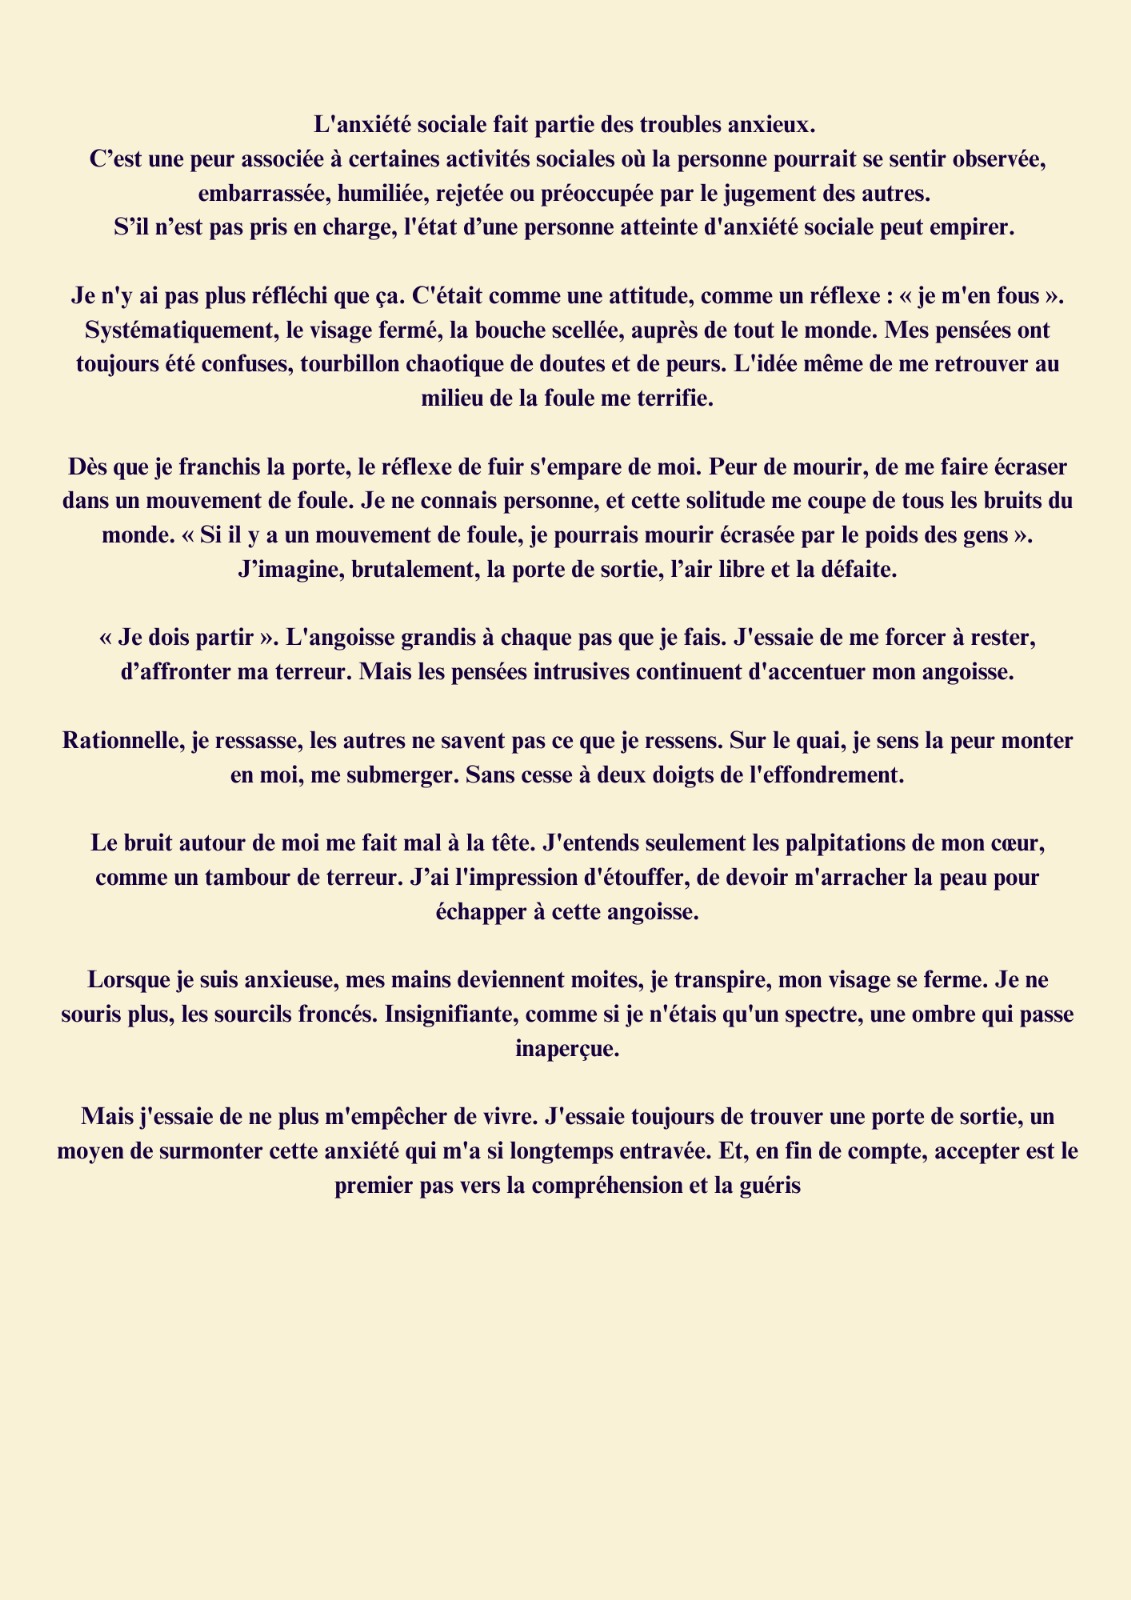 L'anxiété sociale fait partie des troubles anxieux.
C’est une peur associée à certaines activités sociales où la personne pourrait se sentir observée,
embarrassée, humiliée, rejetée ou préoccupée par le jugement des autres.
S’il n’est pas pris en charge, l'état d’une personne atteinte d'anxiété sociale peut empirer.
Je n'y ai pas plus réfléchi que ça. C'était comme une attitude, comme un réflexe : « je m'en fous ».
Systématiquement, le visage fermé, la bouche scellée, auprès de tout le monde. Mes pensées ont
toujours été confuses, tourbillon chaotique de doutes et de peurs. L'idée même de me retrouver au
milieu de la foule me terrifie.
Dès que je franchis la porte, le réflexe de fuir s'empare de moi. Peur de mourir, de me faire écraser
dans un mouvement de foule. Je ne connais personne, et cette solitude me coupe de tous les bruits du
monde. « Si il y a un mouvement de foule, je pourrais mourir écrasée par le poids des gens ».
J’imagine, brutalement, la porte de sortie, l’air libre et la défaite.
« Je dois partir ». L'angoisse grandis à chaque pas que je fais. J'essaie de me forcer à rester,
d’affronter ma terreur. Mais les pensées intrusives continuent d'accentuer mon angoisse.
Rationnelle, je ressasse, les autres ne savent pas ce que je ressens. Sur le quai, je sens la peur monter
en moi, me submerger. Sans cesse à deux doigts de l'effondrement.
Le bruit autour de moi me fait mal à la tête. J'entends seulement les palpitations de mon cœur,
comme un tambour de terreur. J’ai l'impression d'étouffer, de devoir m'arracher la peau pour
échapper à cette angoisse.
Lorsque je suis anxieuse, mes mains deviennent moites, je transpire, mon visage se ferme. Je ne
souris plus, les sourcils froncés. Insignifiante, comme si je n'étais qu'un spectre, une ombre qui passe
inaperçue.
Mais j'essaie de ne plus m'empêcher de vivre. J'essaie toujours de trouver une porte de sortie, un
moyen de surmonter cette anxiété qui m'a si longtemps entravée. Et, en fin de compte, accepter est le
premier pas vers la compréhension et la guéris